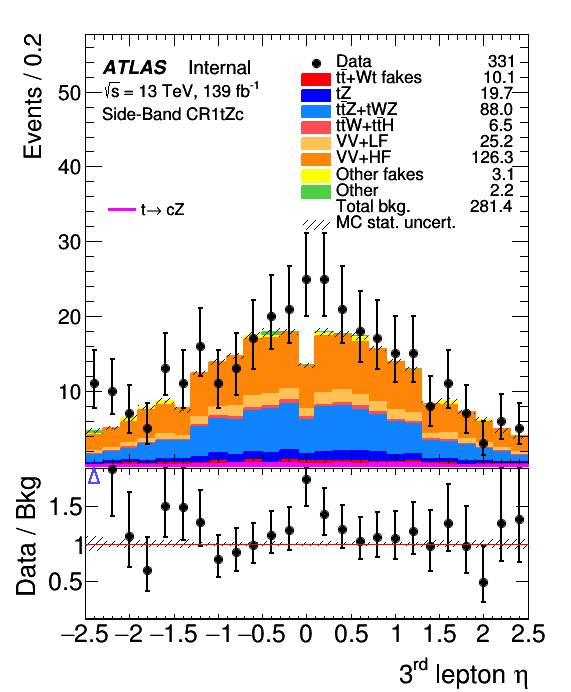 Events / 0.2
50
40
30
20
10
ATLAS Internal
√s = 13 TeV, 139 fb⁻¹
Side-Band CR1tZc
t→ cZ
Data 331
tt̄+Wt fakes 10.1
tZ 19.7
tt̄Z+tWZ 88.0
tt̄W+tt̄H 6.5
VV+LF 25.2
VV+HF 126.3
Other fakes 3.1
Other 2.2
Total bkg. 281.4
MC stat. uncert.
Data / Bkg
1.5
1
0.5
−2.5 −2 −1.5 −1 −0.5 0 0.5 1 1.5 2 2.5
3ʳᵈ lepton η